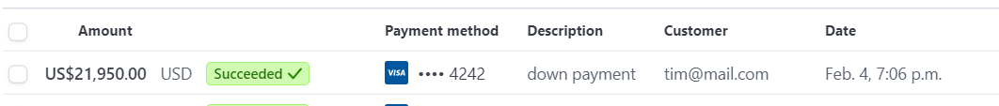 Amount Payment method Description Customer Date
US$21,950.00 USD Succeeded ✓ VISA •••• 4242 down payment tim@mail.com Feb. 4, 7:06 p.m.